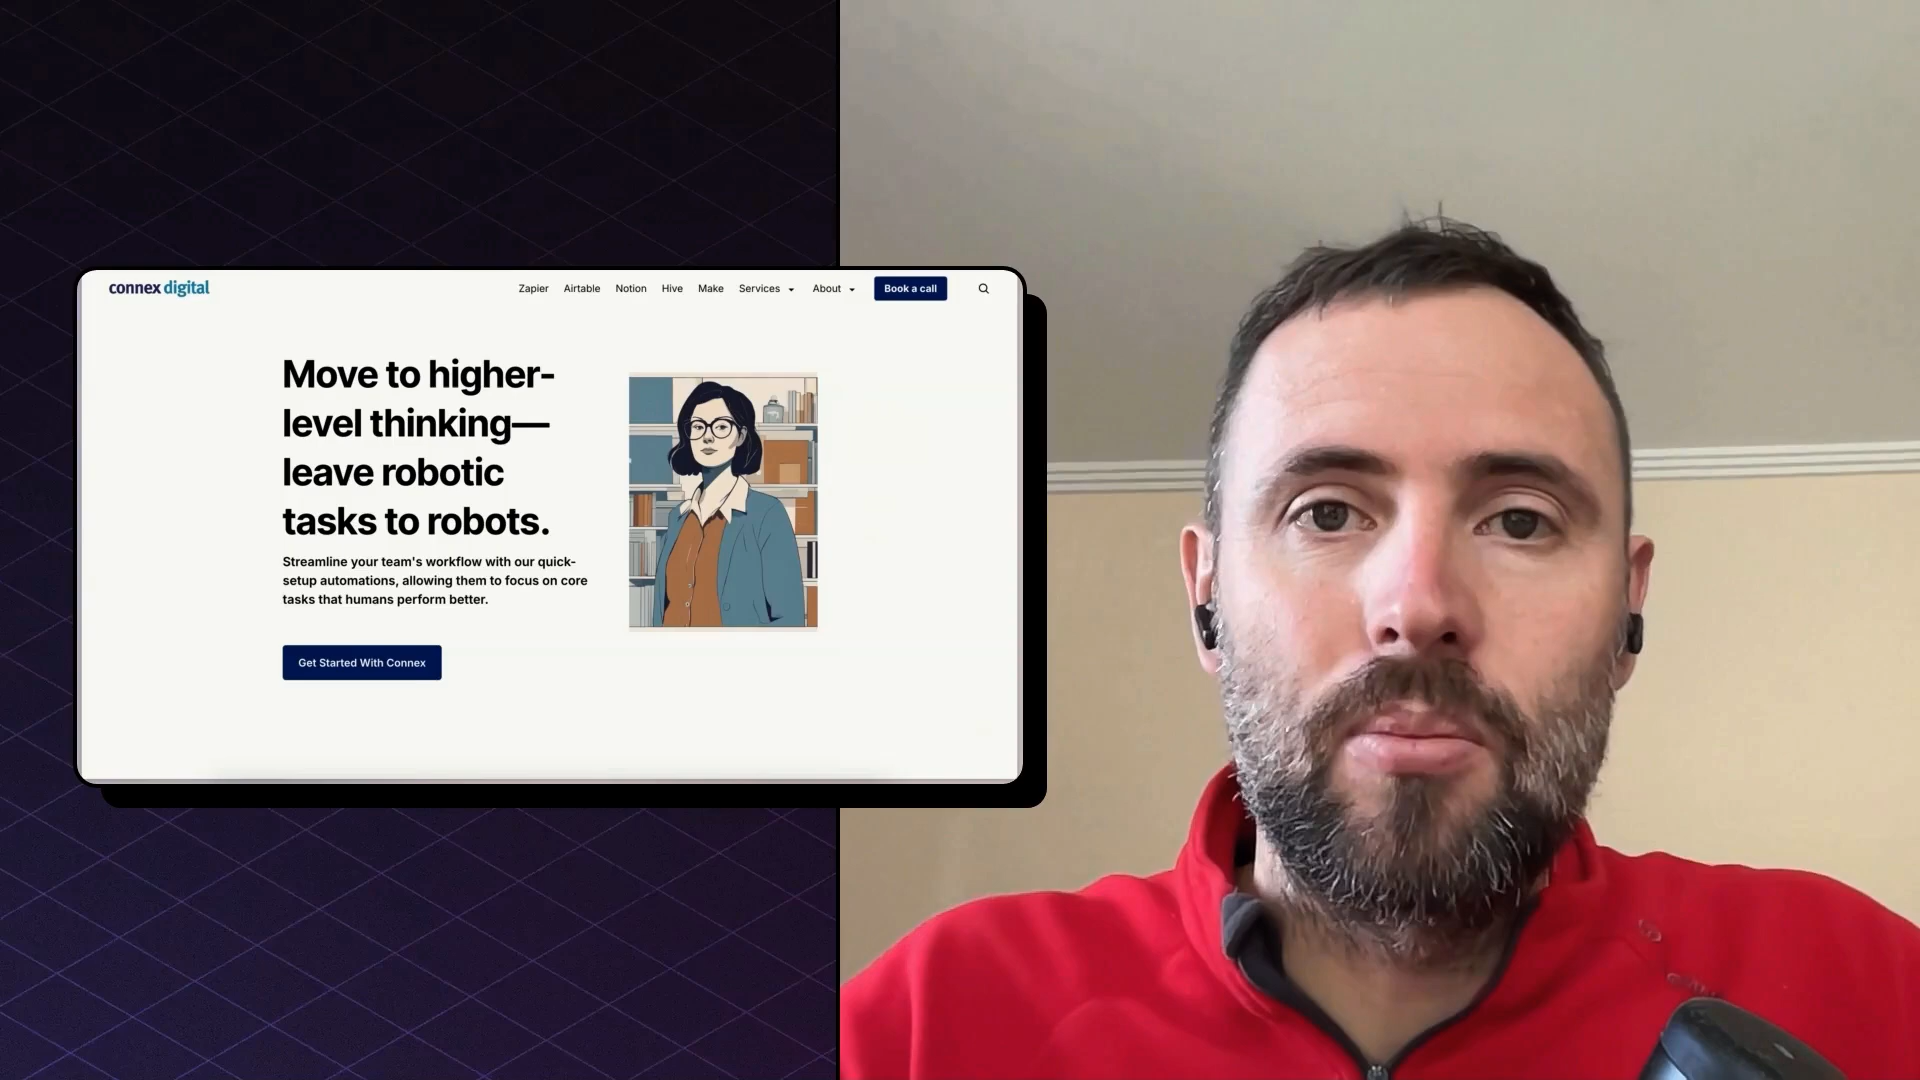 connex digital
Zapier Airtable Notion Hive Make Services About Book a call
Move to higher-
level thinking—
leave robotic
tasks to robots.
Streamline your team's workflow with our quick-
setup automations, allowing them to focus on core
tasks that humans perform better.
Get Started With Connex